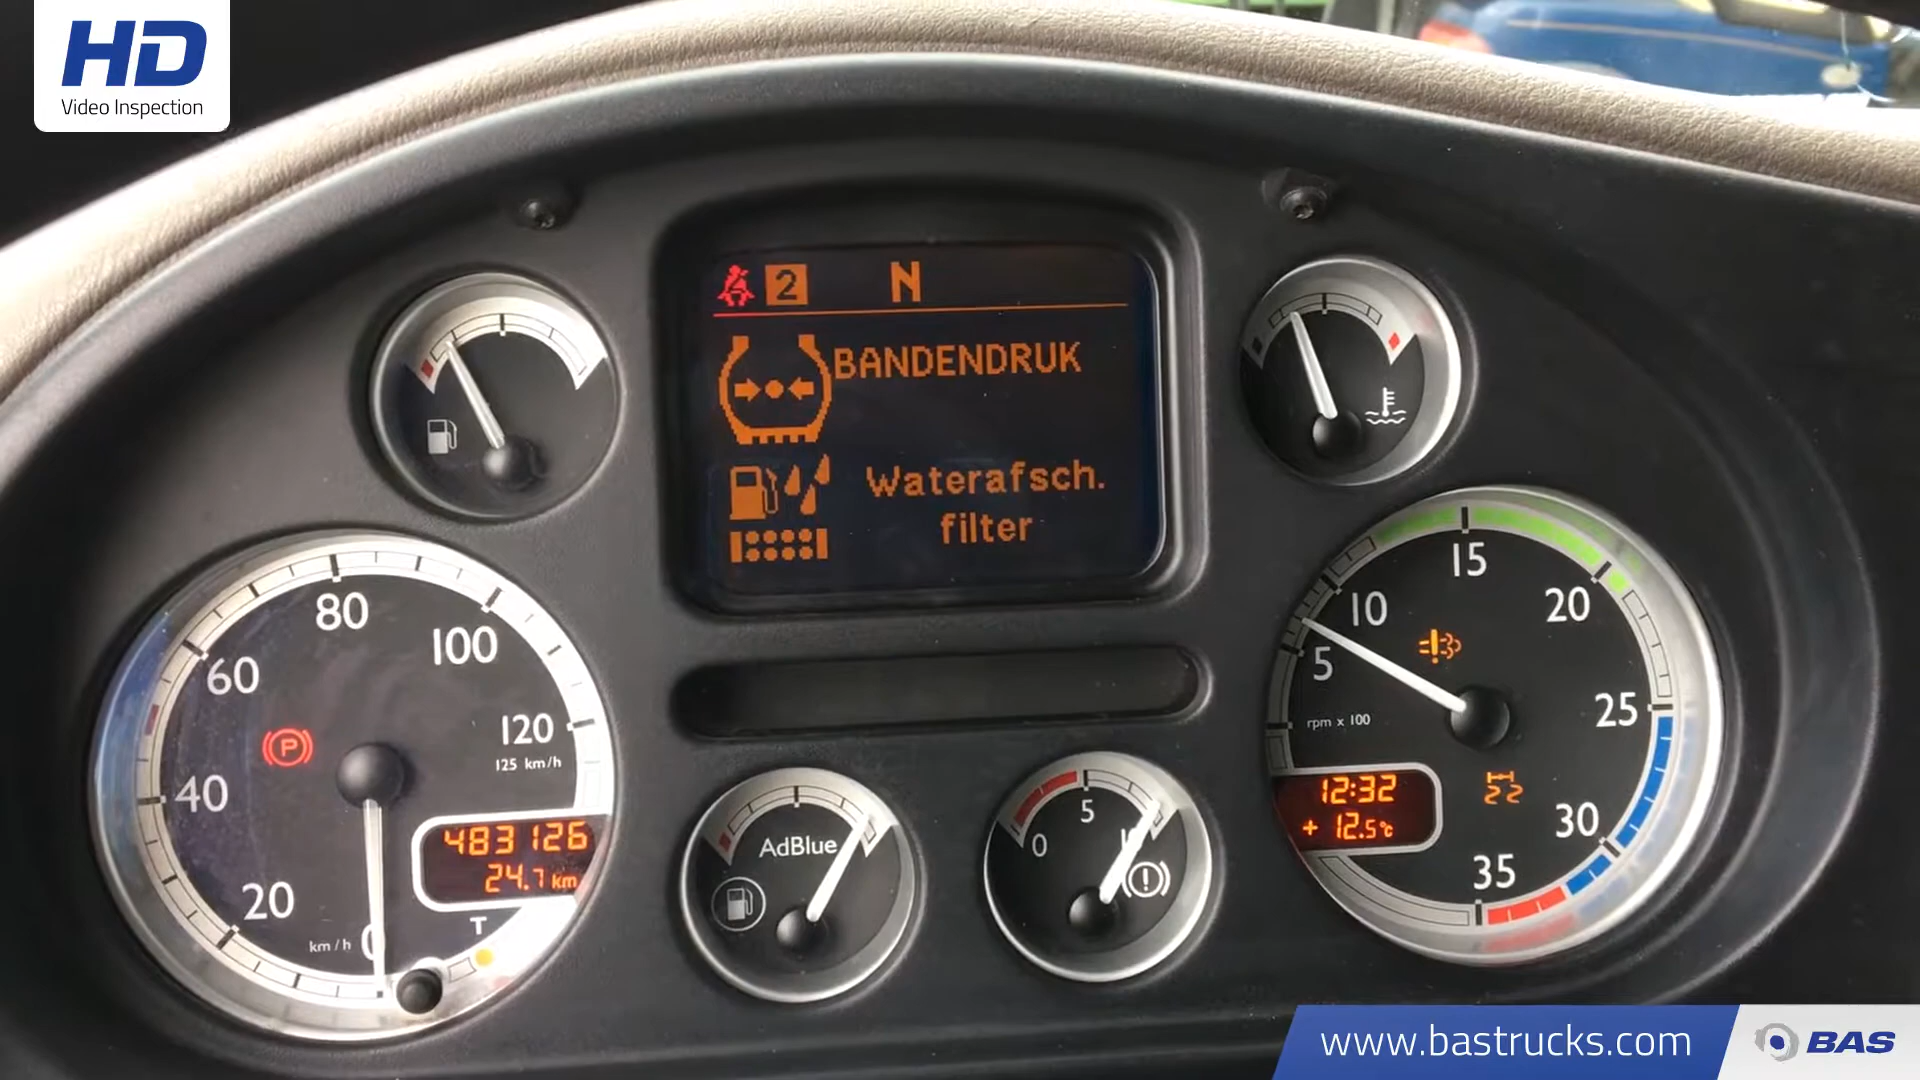 HD
Video Inspection
2 N
BANDENDRUK
Waterafsch.
filter
0
20
40
60
80
100
120
125 km/h
km/h
483126
24.7 km
T
AdBlue
0
5
10
5
10
15
20
25
30
35
rpm x 100
P
12:32
+ 12.5°C
www.bastrucks.com
BAS